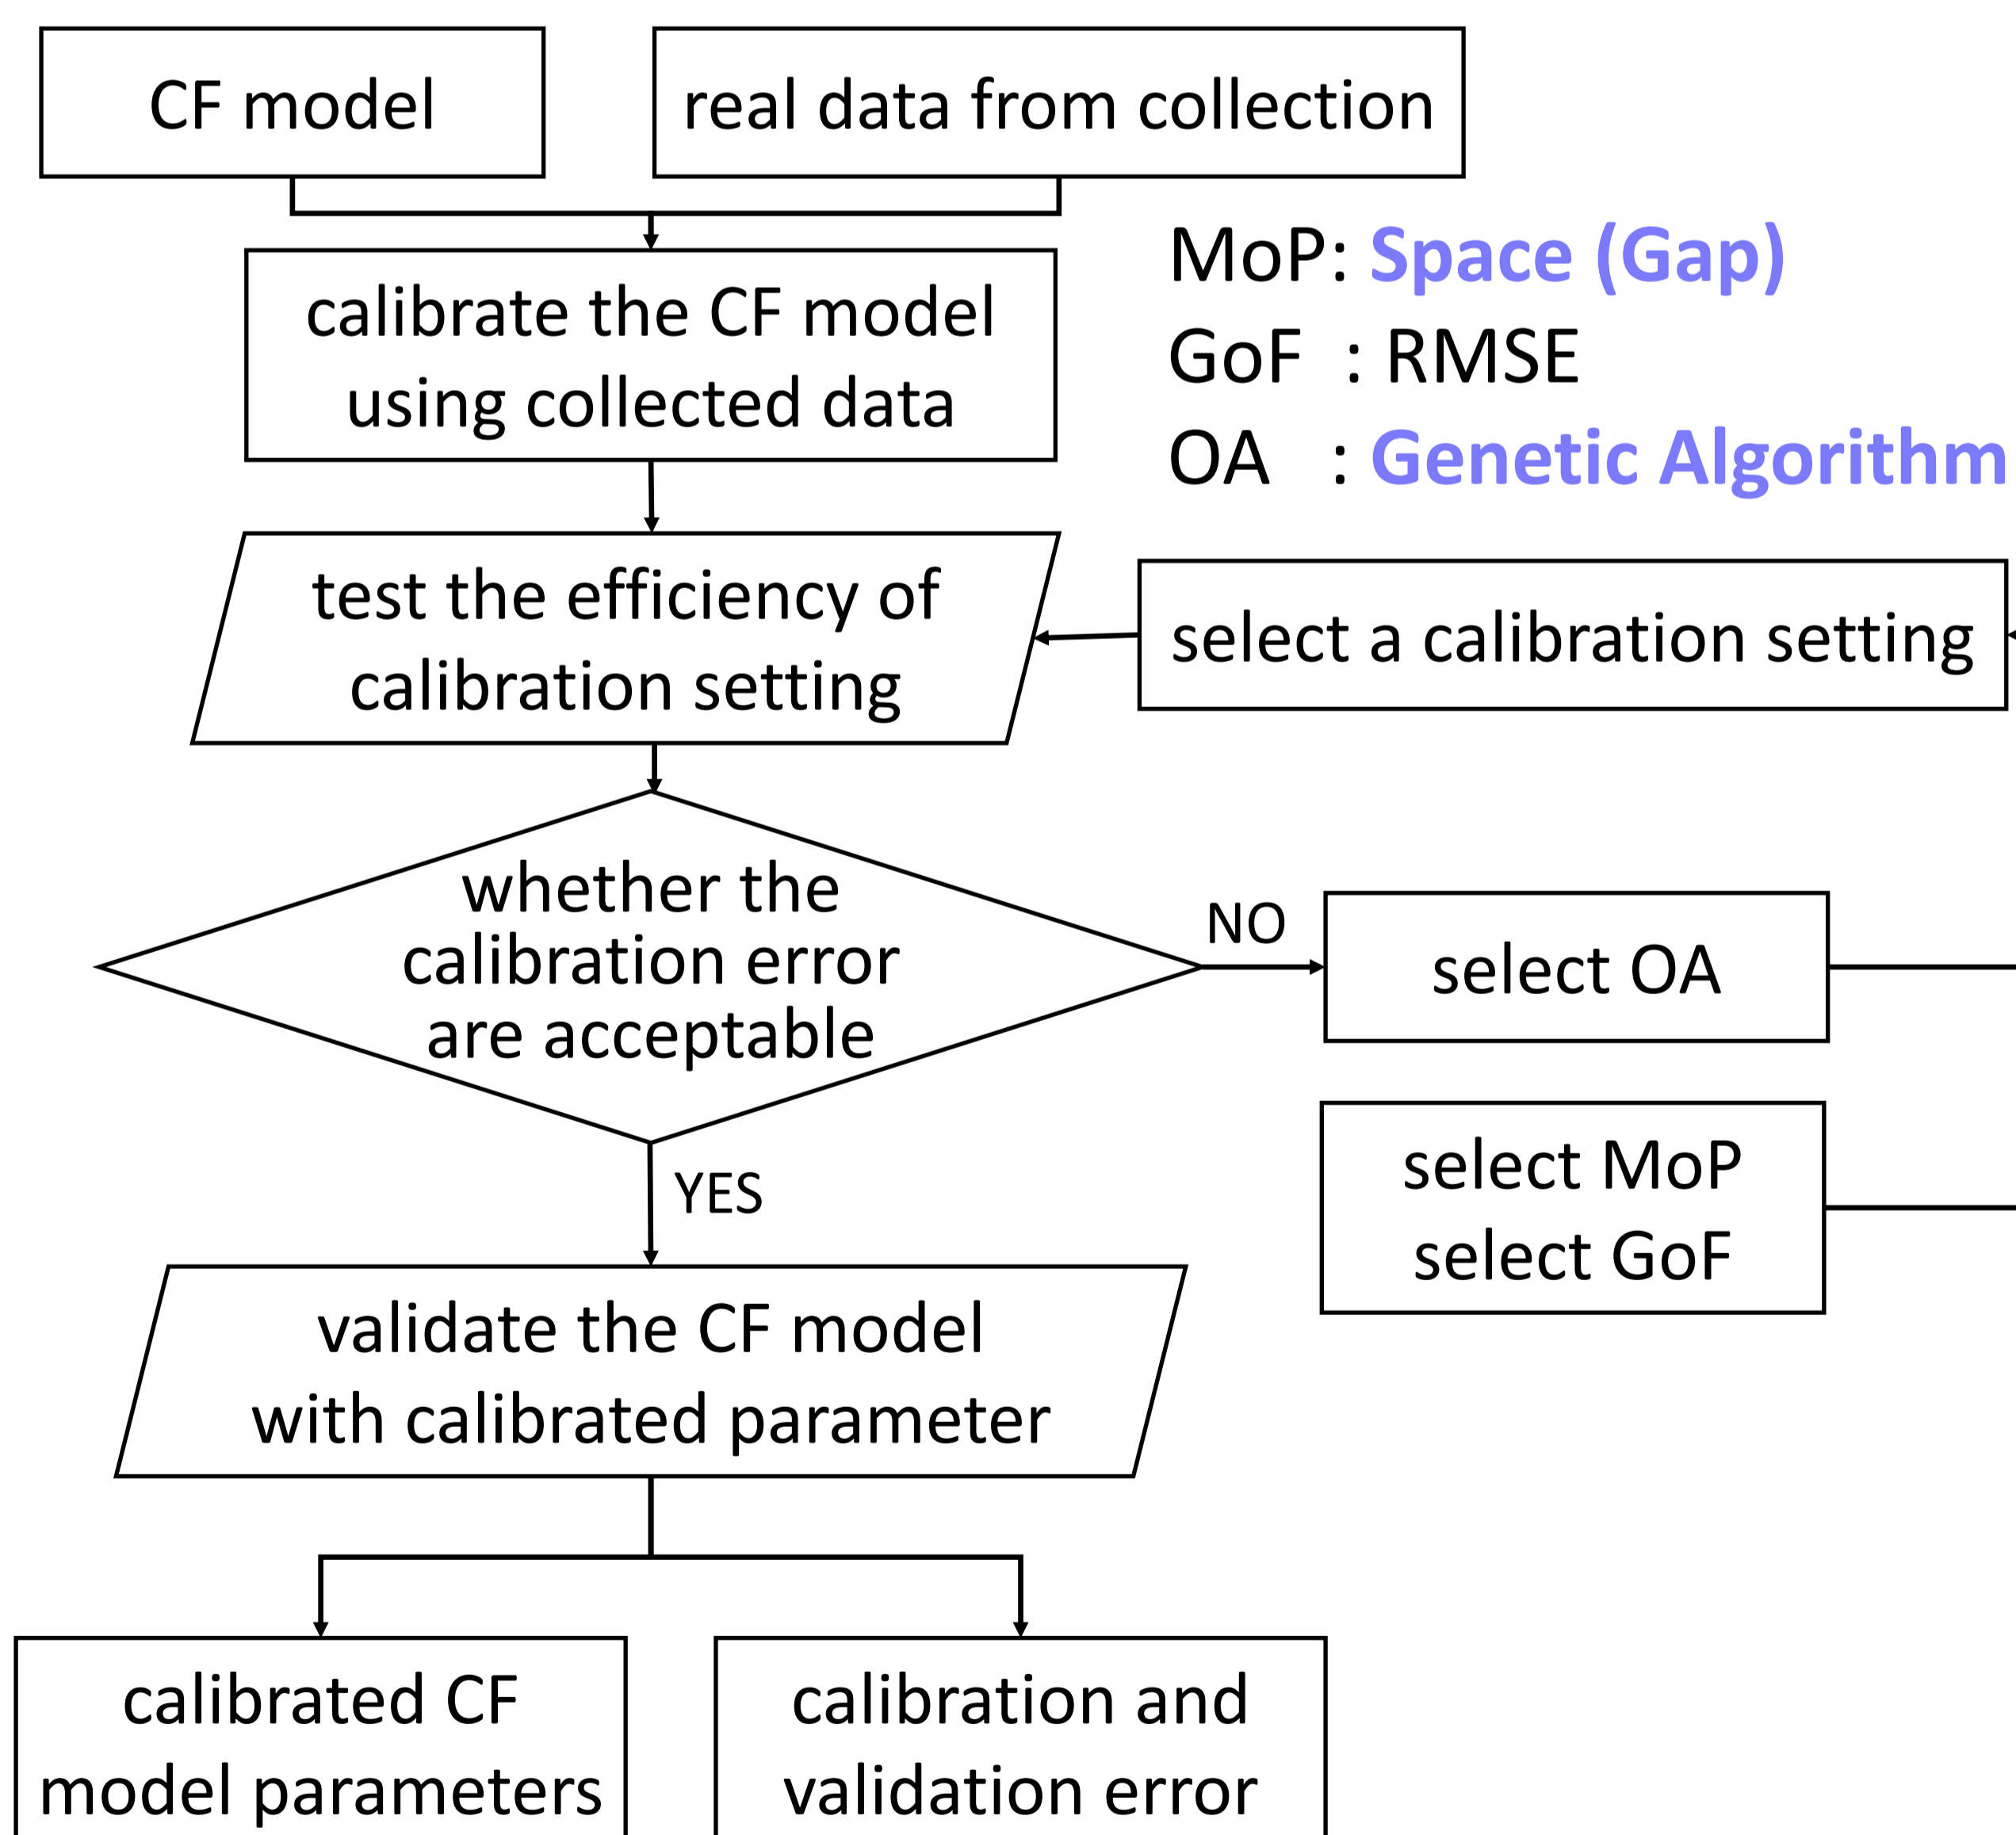 CF model
real data from collection
calibrate the CF model
using collected data
MoP: Space (Gap)
GoF : RMSE
OA : Genetic Algorithm
test the efficiency of
calibration setting
select a calibration setting
whether the
calibration error
are acceptable
NO
select OA
select MoP
select GoF
YES
validate the CF model
with calibrated parameter
calibrated CF
model parameters
calibration and
validation error